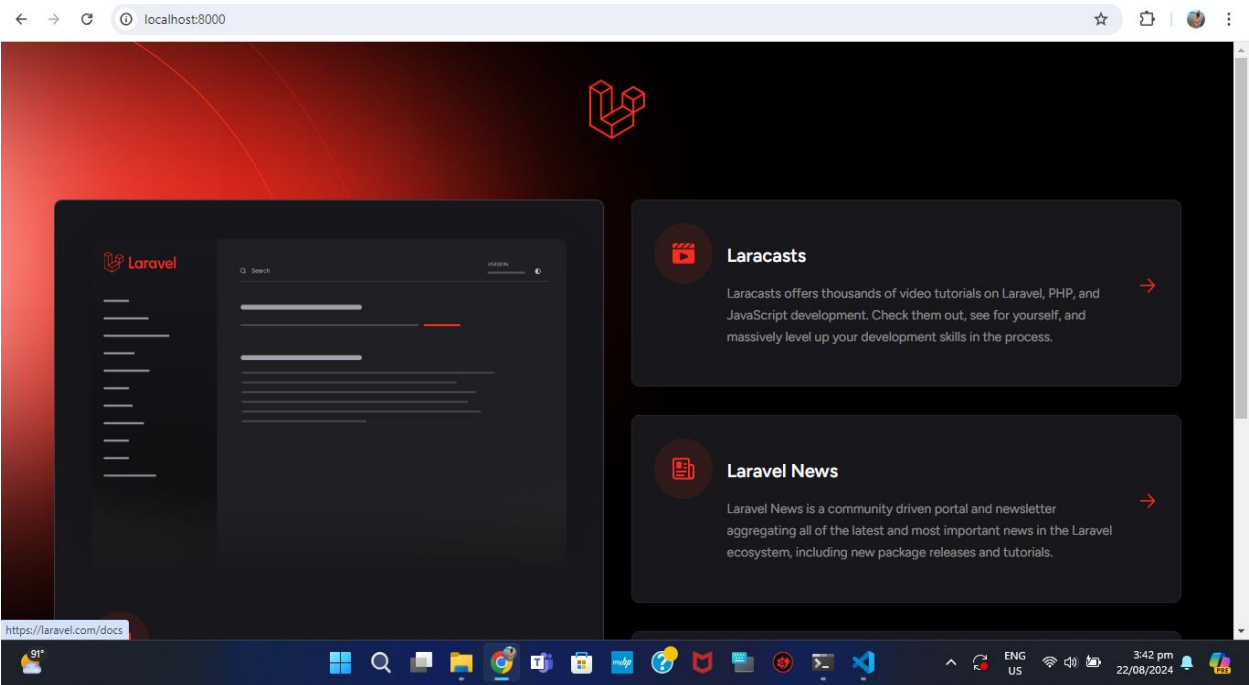 localhost:8000
Laravel
Search
VERSION
Laracasts
Laracasts offers thousands of video tutorials on Laravel, PHP, and
JavaScript development. Check them out, see for yourself, and
massively level up your development skills in the process.
Laravel News
Laravel News is a community driven portal and newsletter
aggregating all of the latest and most important news in the Laravel
ecosystem, including new package releases and tutorials.
https://laravel.com/docs
91°
mhp
ENG
US
3:42 pm
22/08/2024
PRE